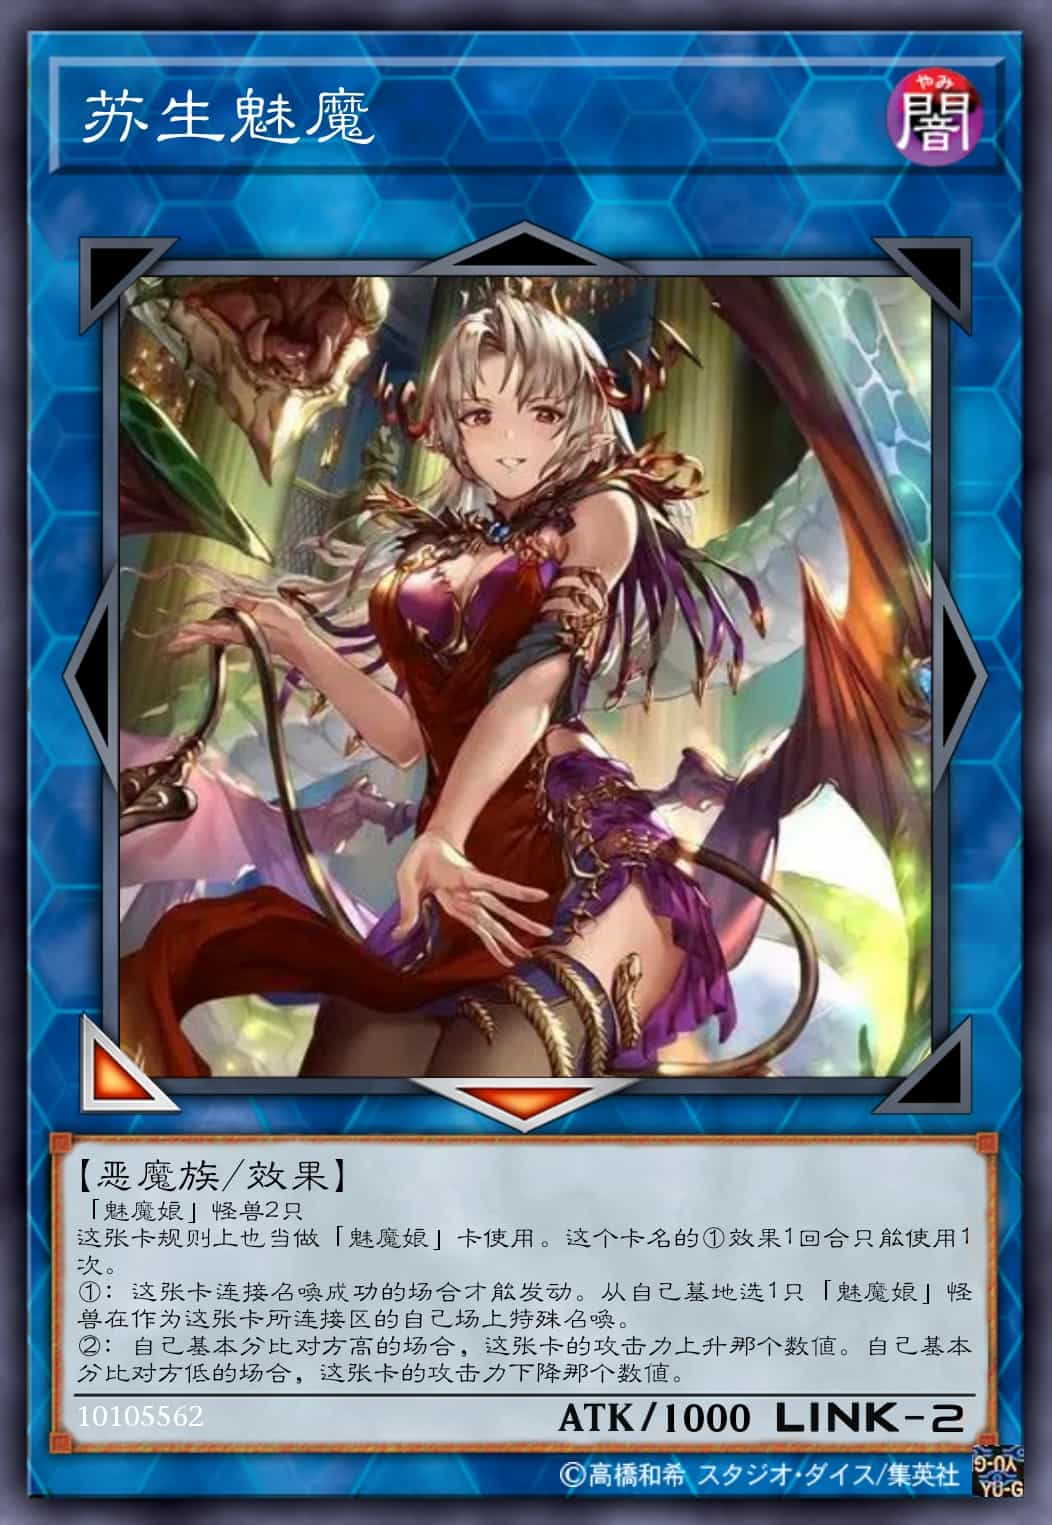 苏生魅魔
やみ
闇
【恶魔族/效果】
「魅魔娘」怪兽2只
这张卡规则上也当做「魅魔娘」卡使用。这个卡名的①效果1回合只能使用1
次。
①：这张卡连接召唤成功的场合才能发动。从自己墓地选1只「魅魔娘」怪
兽在作为这张卡所连接区的自己场上特殊召唤。
②：自己基本分比对方高的场合，这张卡的攻击力上升那个数值。自己基本
分比对方低的场合，这张卡的攻击力下降那个数值。
10105562
ATK/1000 LINK-2
©高橋和希 スタジオ・ダイス/集英社